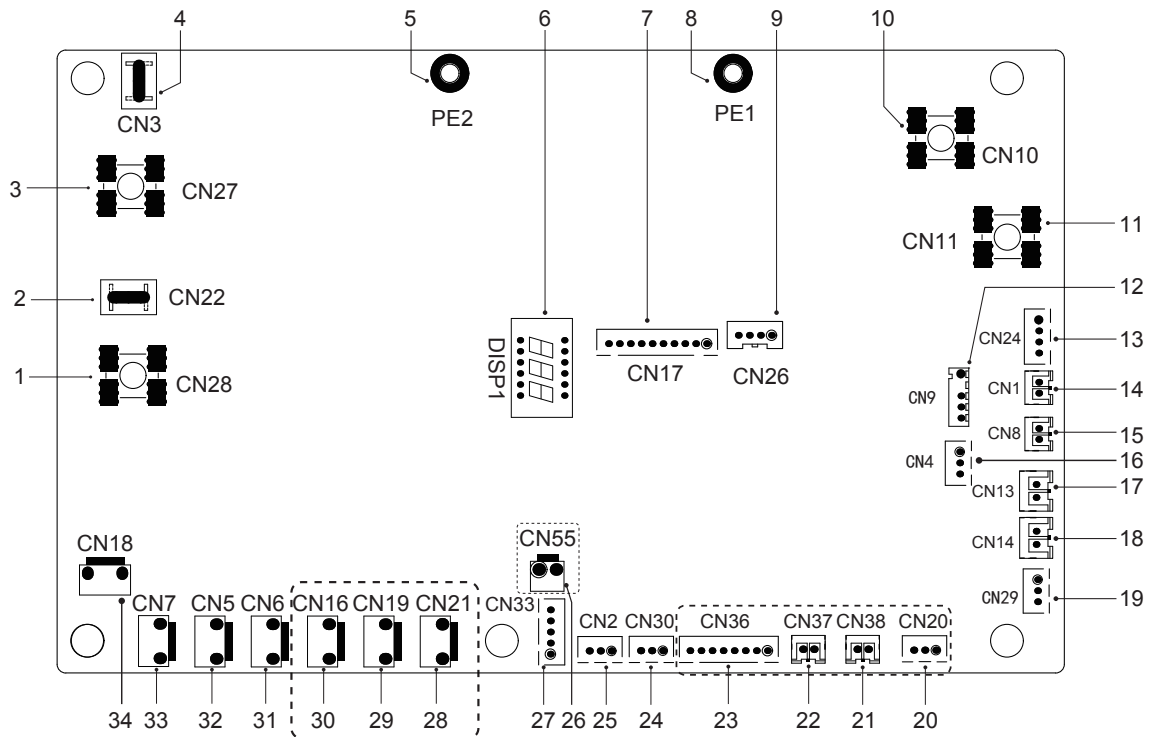 4 5 6 7 8 9 10
CN3
PE2
PE1
CN10
3
CN27
CN11
11
2
CN22
12
DISP1
CN17
CN26
CN24
13
1
CN28
CN9
CN1
14
CN8
15
CN4
16
CN13
17
CN14
18
CN18
CN55
CN29
19
CN7 CN5 CN6 CN16 CN19 CN21 CN33 CN2 CN30 CN36 CN37 CN38 CN20
34 33 32 31 30 29 28 27 26 25 24 23 22 21 20